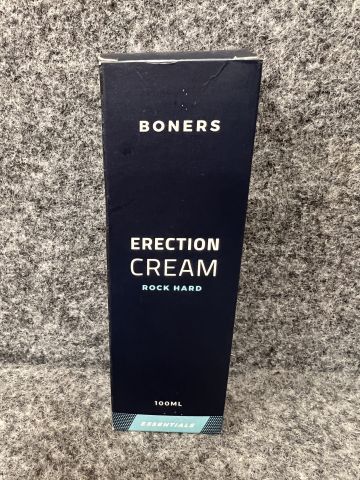 BONERS
ERECTION
CREAM
ROCK HARD
100ML
ESSENTIALS